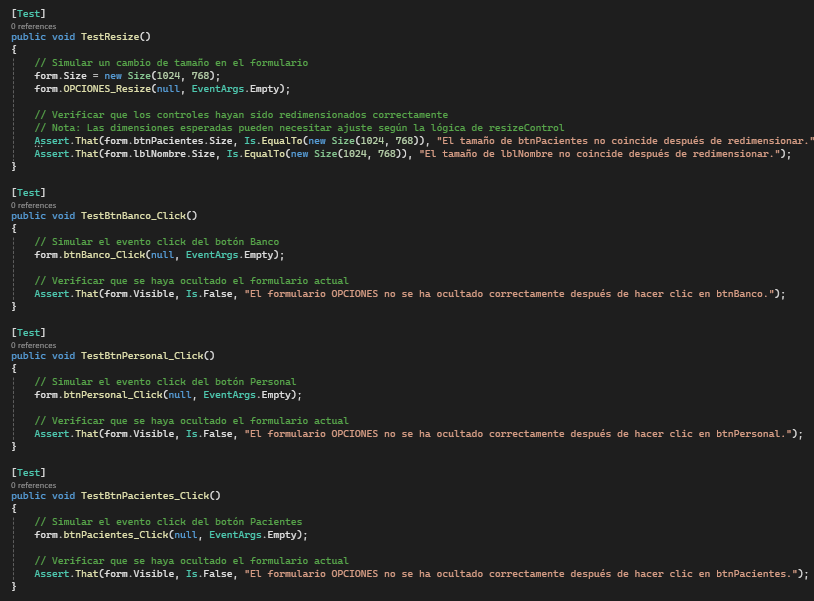 [Test]
0 references
public void TestResize()
{
// Simular un cambio de tamaño en el formulario
form.Size = new Size(1024, 768);
form.OPCIONES_Resize(null, EventArgs.Empty);
// Verificar que los controles hayan sido redimensionados correctamente
// Nota: Las dimensiones esperadas pueden necesitar ajuste según la lógica de resizeControl
Assert.That(form.btnPacientes.Size, Is.EqualTo(new Size(1024, 768)), "El tamaño de btnPacientes no coincide después de redimensionar."
Assert.That(form.lblNombre.Size, Is.EqualTo(new Size(1024, 768)), "El tamaño de lblNombre no coincide después de redimensionar.");
}
[Test]
0 references
public void TestBtnBanco_Click()
{
// Simular el evento click del botón Banco
form.btnBanco_Click(null, EventArgs.Empty);
// Verificar que se haya ocultado el formulario actual
Assert.That(form.Visible, Is.False, "El formulario OPCIONES no se ha ocultado correctamente después de hacer clic en btnBanco.");
}
[Test]
0 references
public void TestBtnPersonal_Click()
{
// Simular el evento click del botón Personal
form.btnPersonal_Click(null, EventArgs.Empty);
// Verificar que se haya ocultado el formulario actual
Assert.That(form.Visible, Is.False, "El formulario OPCIONES no se ha ocultado correctamente después de hacer clic en btnPersonal.");
}
[Test]
0 references
public void TestBtnPacientes_Click()
{
// Simular el evento click del botón Pacientes
form.btnPacientes_Click(null, EventArgs.Empty);
// Verificar que se haya ocultado el formulario actual
Assert.That(form.Visible, Is.False, "El formulario OPCIONES no se ha ocultado correctamente después de hacer clic en btnPacientes.");
}